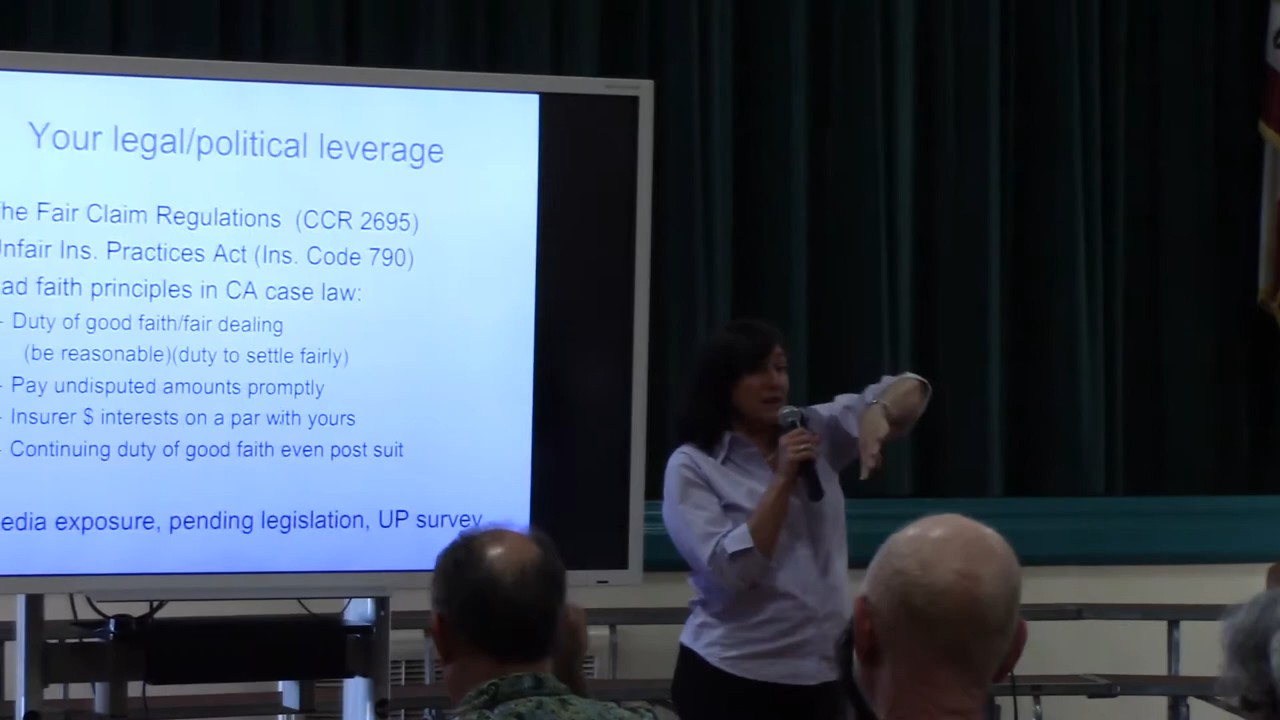 Your legal/political leverage
he Fair Claim Regulations (CCR 2695)
nfair Ins. Practices Act (Ins. Code 790)
ad faith principles in CA case law:
- Duty of good faith/fair dealing
(be reasonable)(duty to settle fairly)
- Pay undisputed amounts promptly
- Insurer $ interests on a par with yours
- Continuing duty of good faith even post suit
edia exposure, pending legislation, UP survey